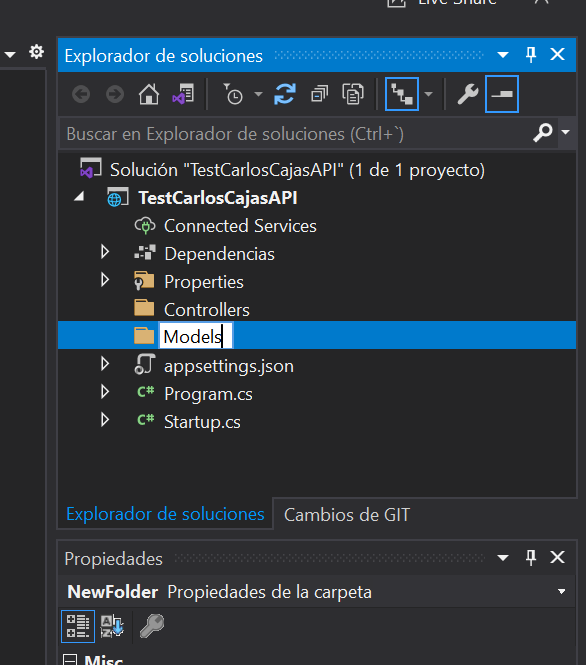 Live Share
Explorador de soluciones
Buscar en Explorador de soluciones (Ctrl+`)
Solución "TestCarlosCajasAPI" (1 de 1 proyecto)
TestCarlosCajasAPI
Connected Services
Dependencias
Properties
Controllers
Models
appsettings.json
C# Program.cs
C# Startup.cs
Explorador de soluciones Cambios de GIT
Propiedades
NewFolder Propiedades de la carpeta
Misc